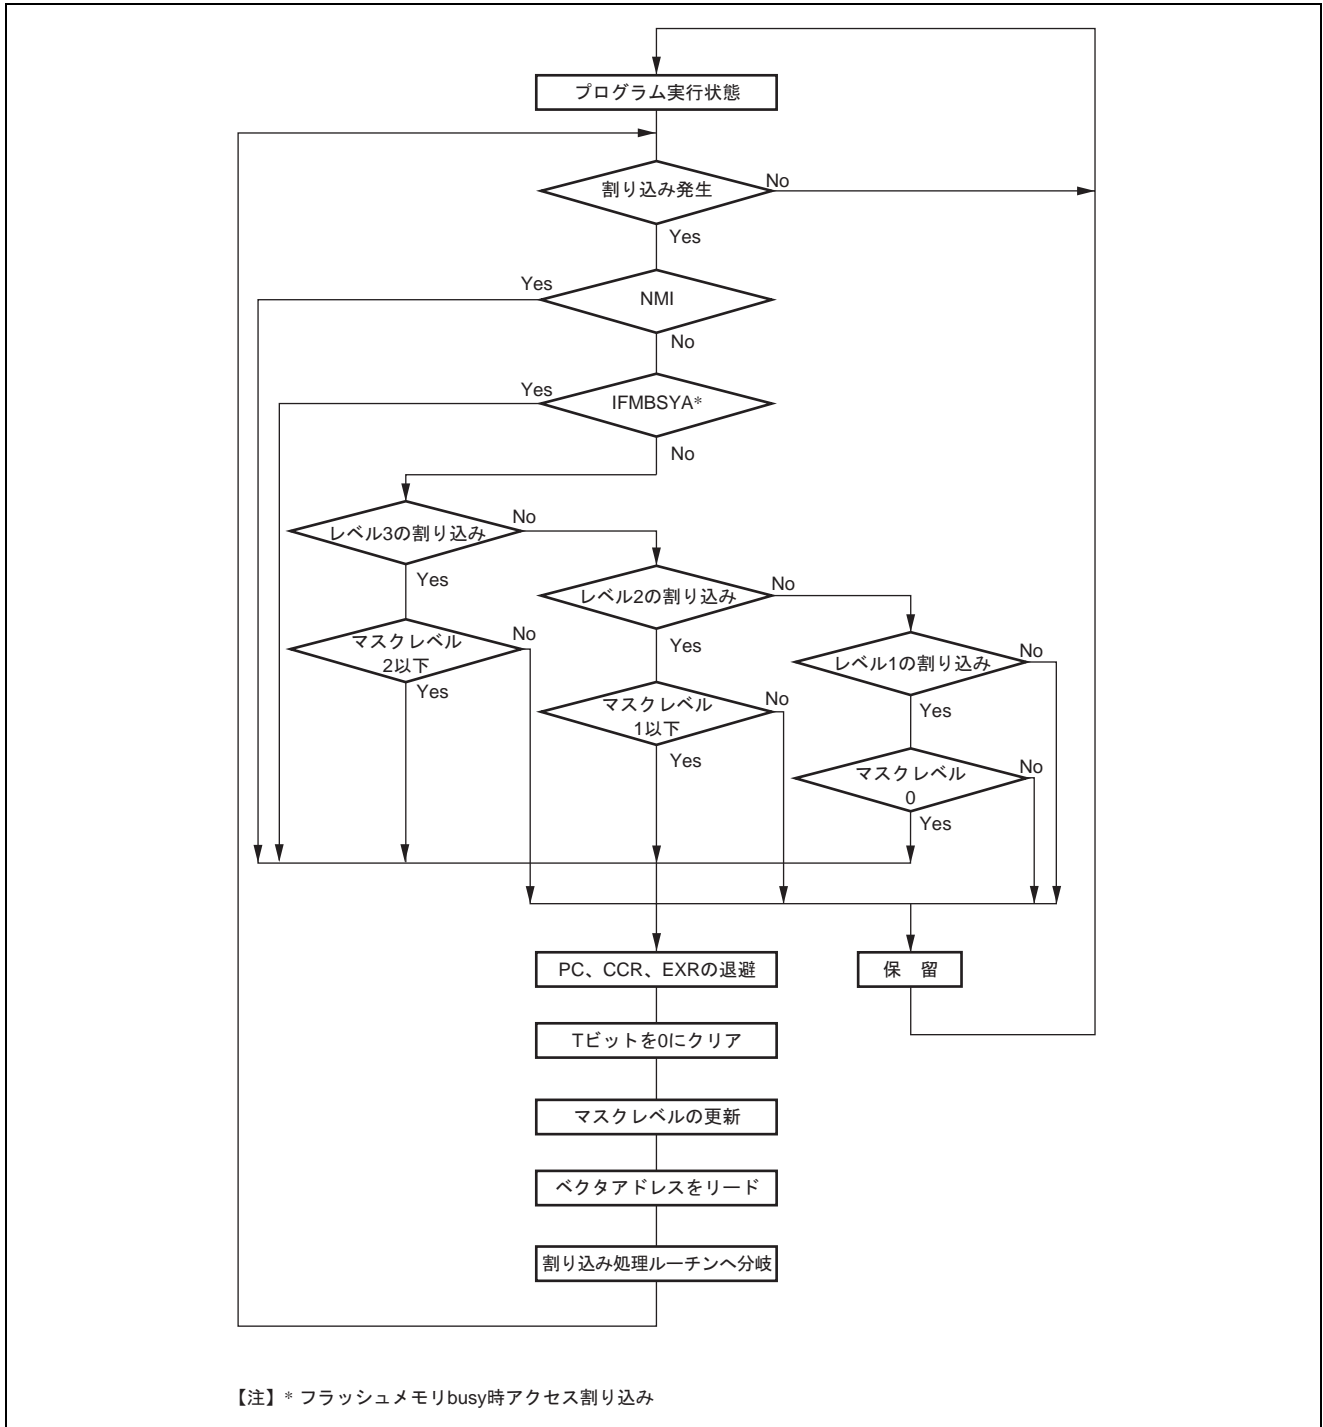 プログラム実行状態
割り込み発生
No
Yes
Yes
NMI
No
Yes
IFMBSYA*
No
レベル3の割り込み
No
Yes
レベル2の割り込み
No
Yes
マスクレベル
2以下
No
Yes
レベル1の割り込み
No
Yes
マスクレベル
1以下
No
Yes
マスクレベル
0
No
Yes
PC、CCR、EXRの退避
保 留
Tビットを0にクリア
マスクレベルの更新
ベクタアドレスをリード
割り込み処理ルーチンへ分岐
【注】* フラッシュメモリbusy時アクセス割り込み